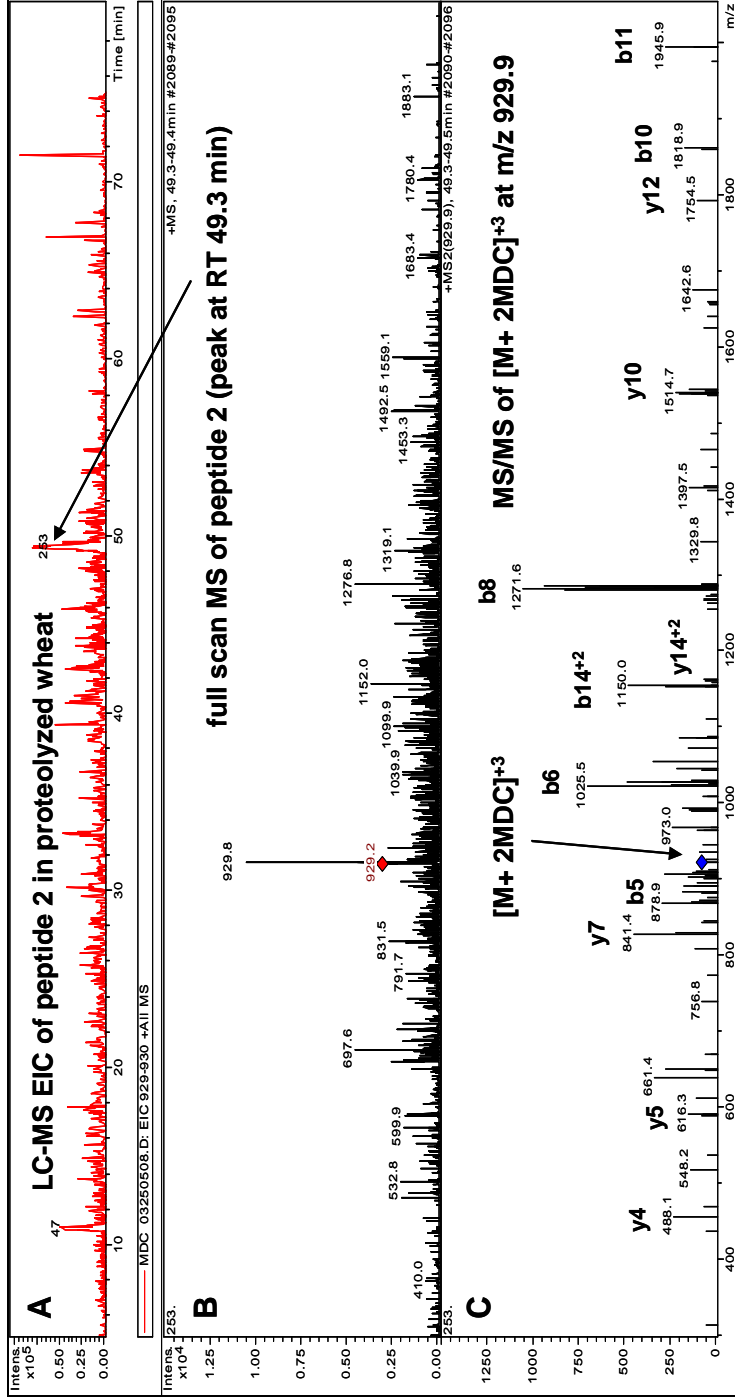 A
LC-MS EIC of peptide 2 in proteolyzed wheat
Intens.
x10⁵
0.50
0.00
47
253
10
20
30
40
50
60
70
Time [min]
MDC 03250508.D: EIC 929-930 +All MS
B
full scan MS of peptide 2 (peak at RT 49.3 min)
+MS, 49.3-49.4min #2089-#2095
Intens.
x10⁴
253.
1.25
1.00
0.75
0.50
0.25
0.00
410.0
532.8
599.9
697.6
791.7
831.5
929.8
929.2
1039.9
1099.9
1152.0
1276.8
1319.1
1453.3
1492.5
1559.1
1683.4
1780.4
1883.1
C
MS/MS of [M+ 2MDC]⁺³ at m/z 929.9
+MS2(929.9), 49.3-49.5min #2090-#2096
253.
1250
1000
750
500
250
0
y4
488.1
548.2
y5
616.3
661.4
756.8
y7
841.4
b5
878.9
[M+ 2MDC]⁺³
973.0
b6
1025.5
b14⁺²
1150.0
y14⁺²
b8
1271.6
1329.8
1397.5
y10
1514.7
1642.6
y12
1754.5
b10
1818.9
b11
1945.9
400
600
800
1000
1200
1400
1600
1800
m/z